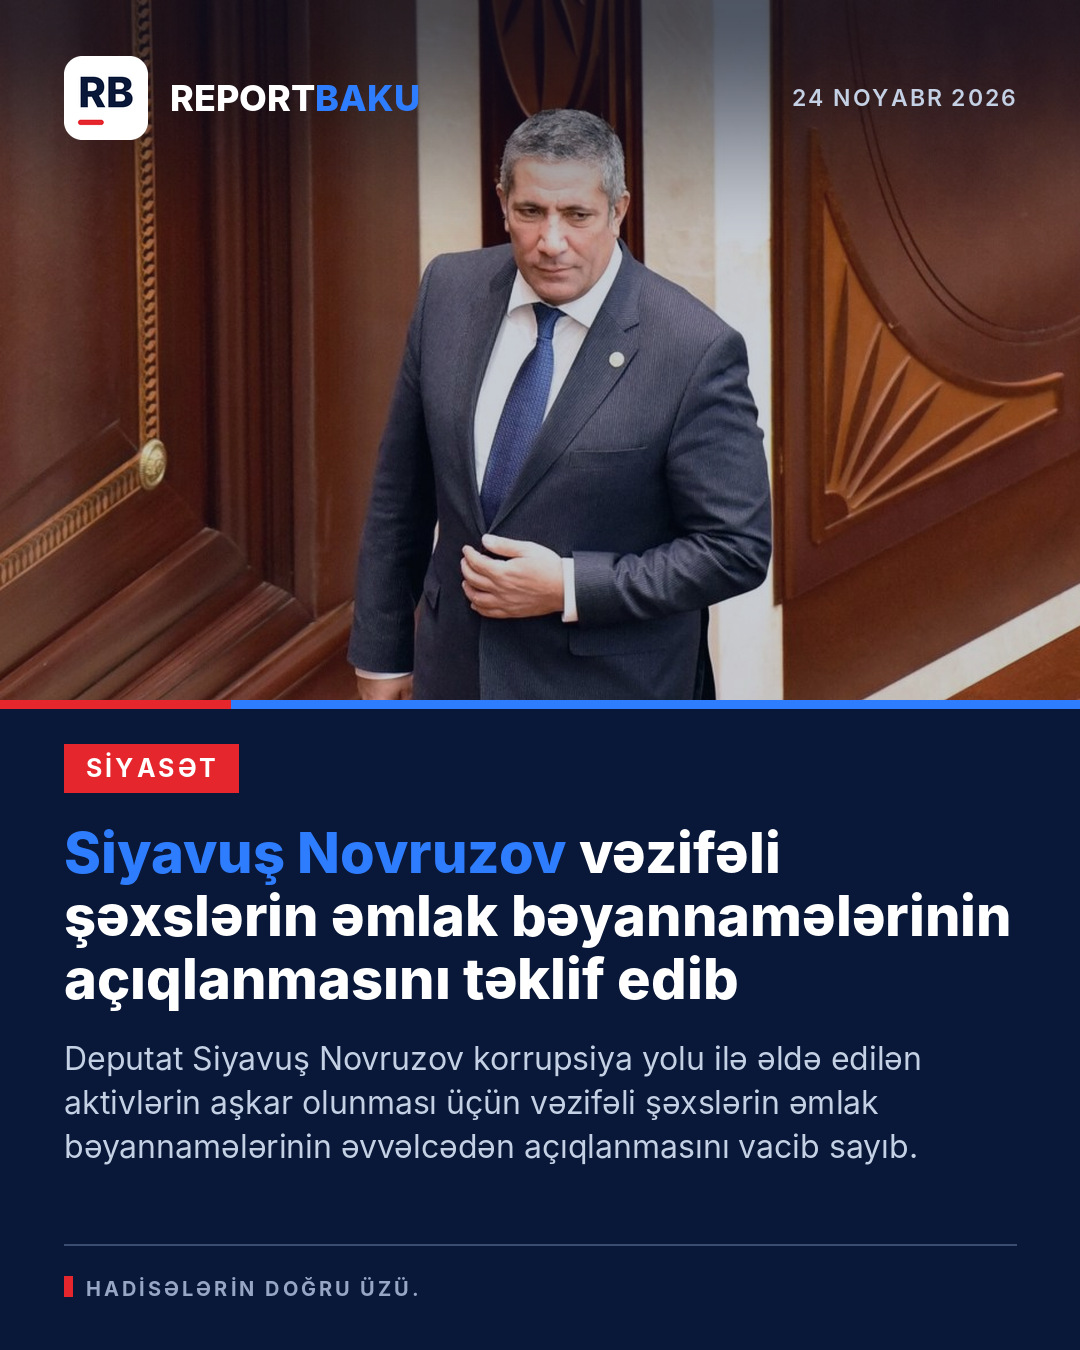 RB
REPORTBAKU
24 NOYABR 2026
SİYASƏT
Siyavuş Novruzov vəzifəli
şəxslərin əmlak bəyannamələrinin
açıqlanmasını təklif edib
Deputat Siyavuş Novruzov korrupsiya yolu ilə əldə edilən
aktivlərin aşkar olunması üçün vəzifəli şəxslərin əmlak
bəyannamələrinin əvvəlcədən açıqlanmasını vacib sayıb.
HADİSƏLƏRİN DOĞRU ÜZÜ.